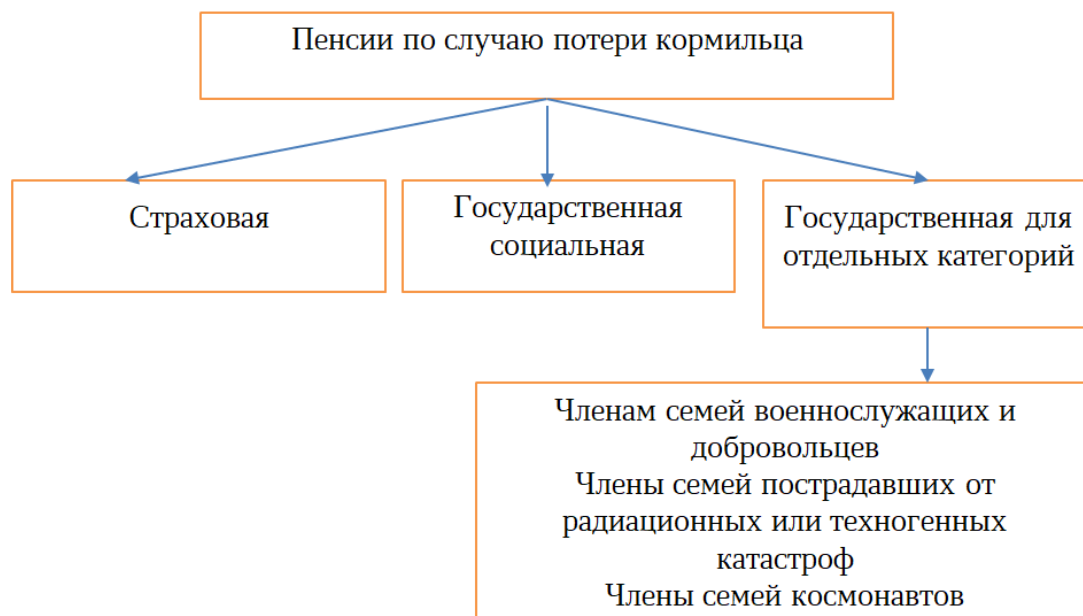 Пенсии по случаю потери кормильца
Страховая
Государственная
социальная
Государственная для
отдельных категорий
Членам семей военнослужащих и
добровольцев
Члены семей пострадавших от
радиационных или техногенных
катастроф
Члены семей космонавтов